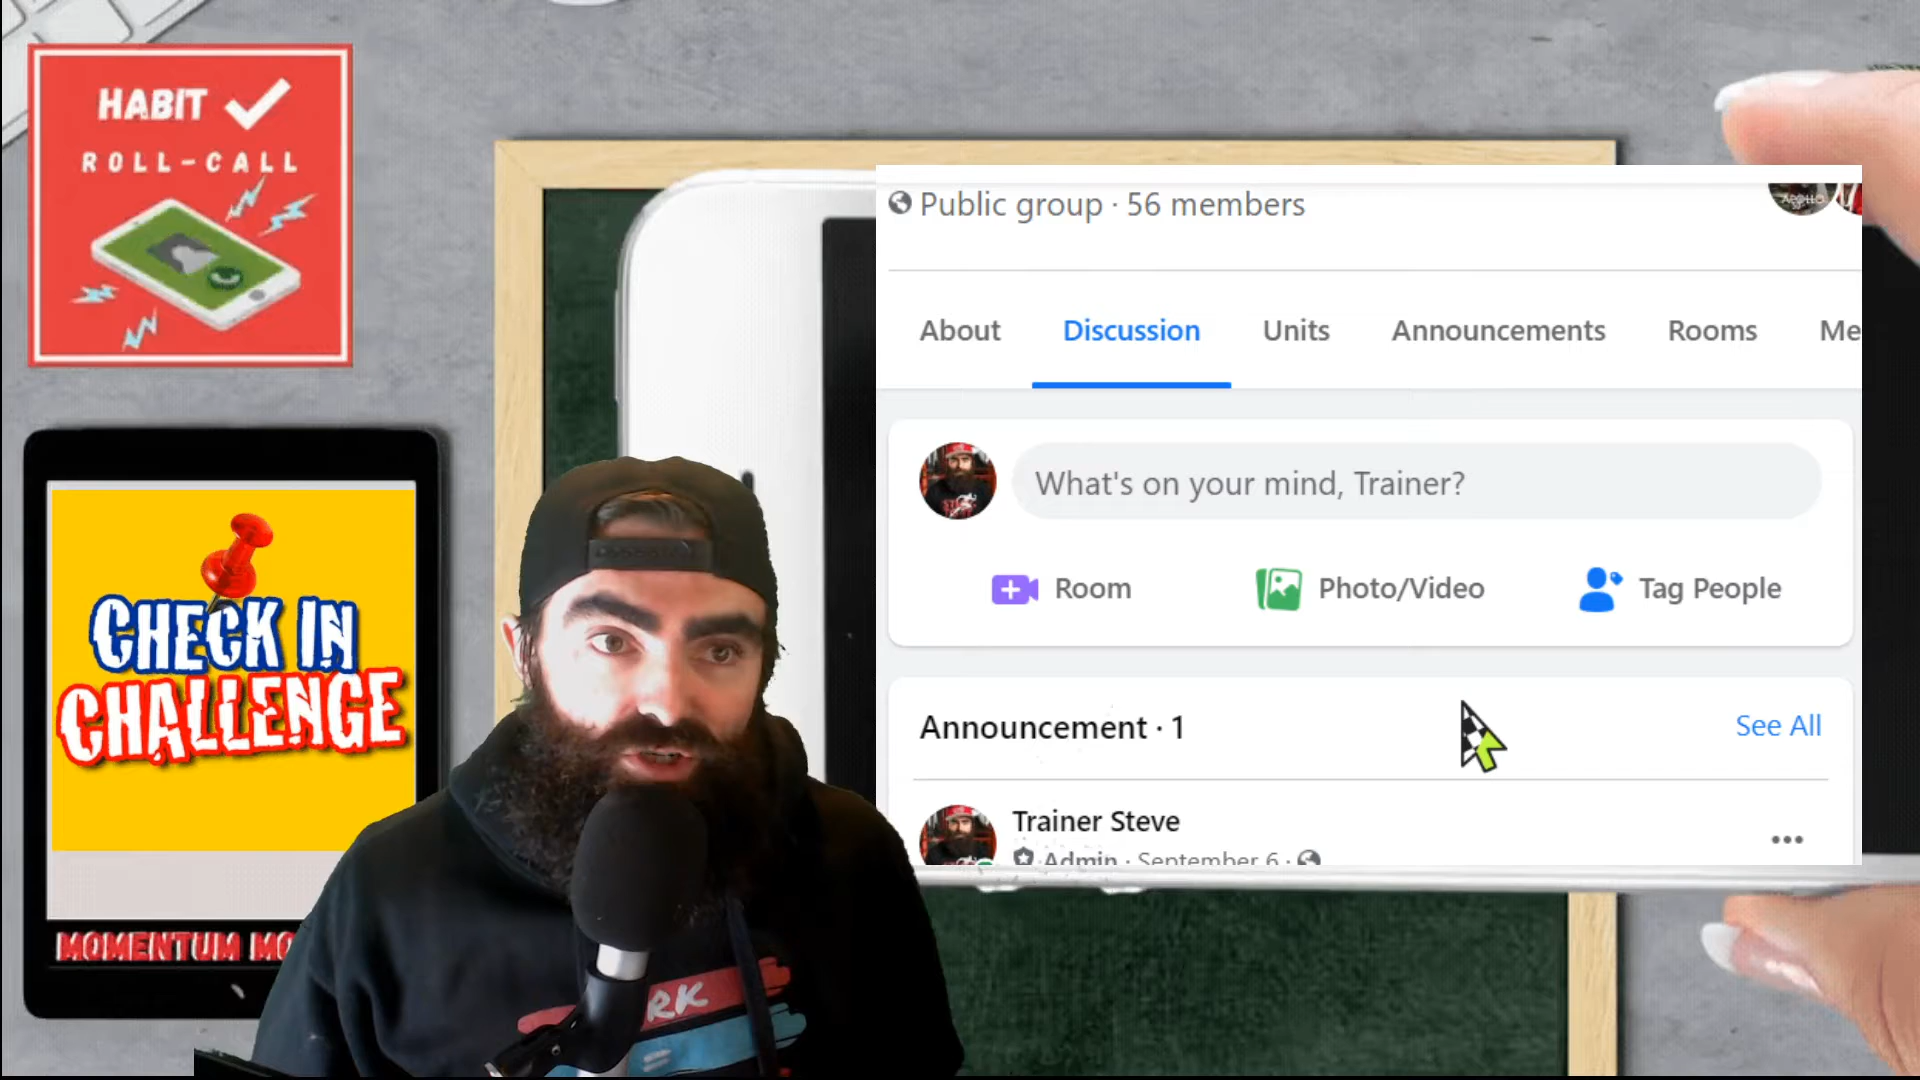 HABIT
ROLL-CALL
CHECK IN
CHALLENGE
MOMENTUM MO
Public group · 56 members
About Discussion Units Announcements Rooms Me
What's on your mind, Trainer?
Room Photo/Video Tag People
Announcement · 1 See All
Trainer Steve
Admin · September 6 ·
RK